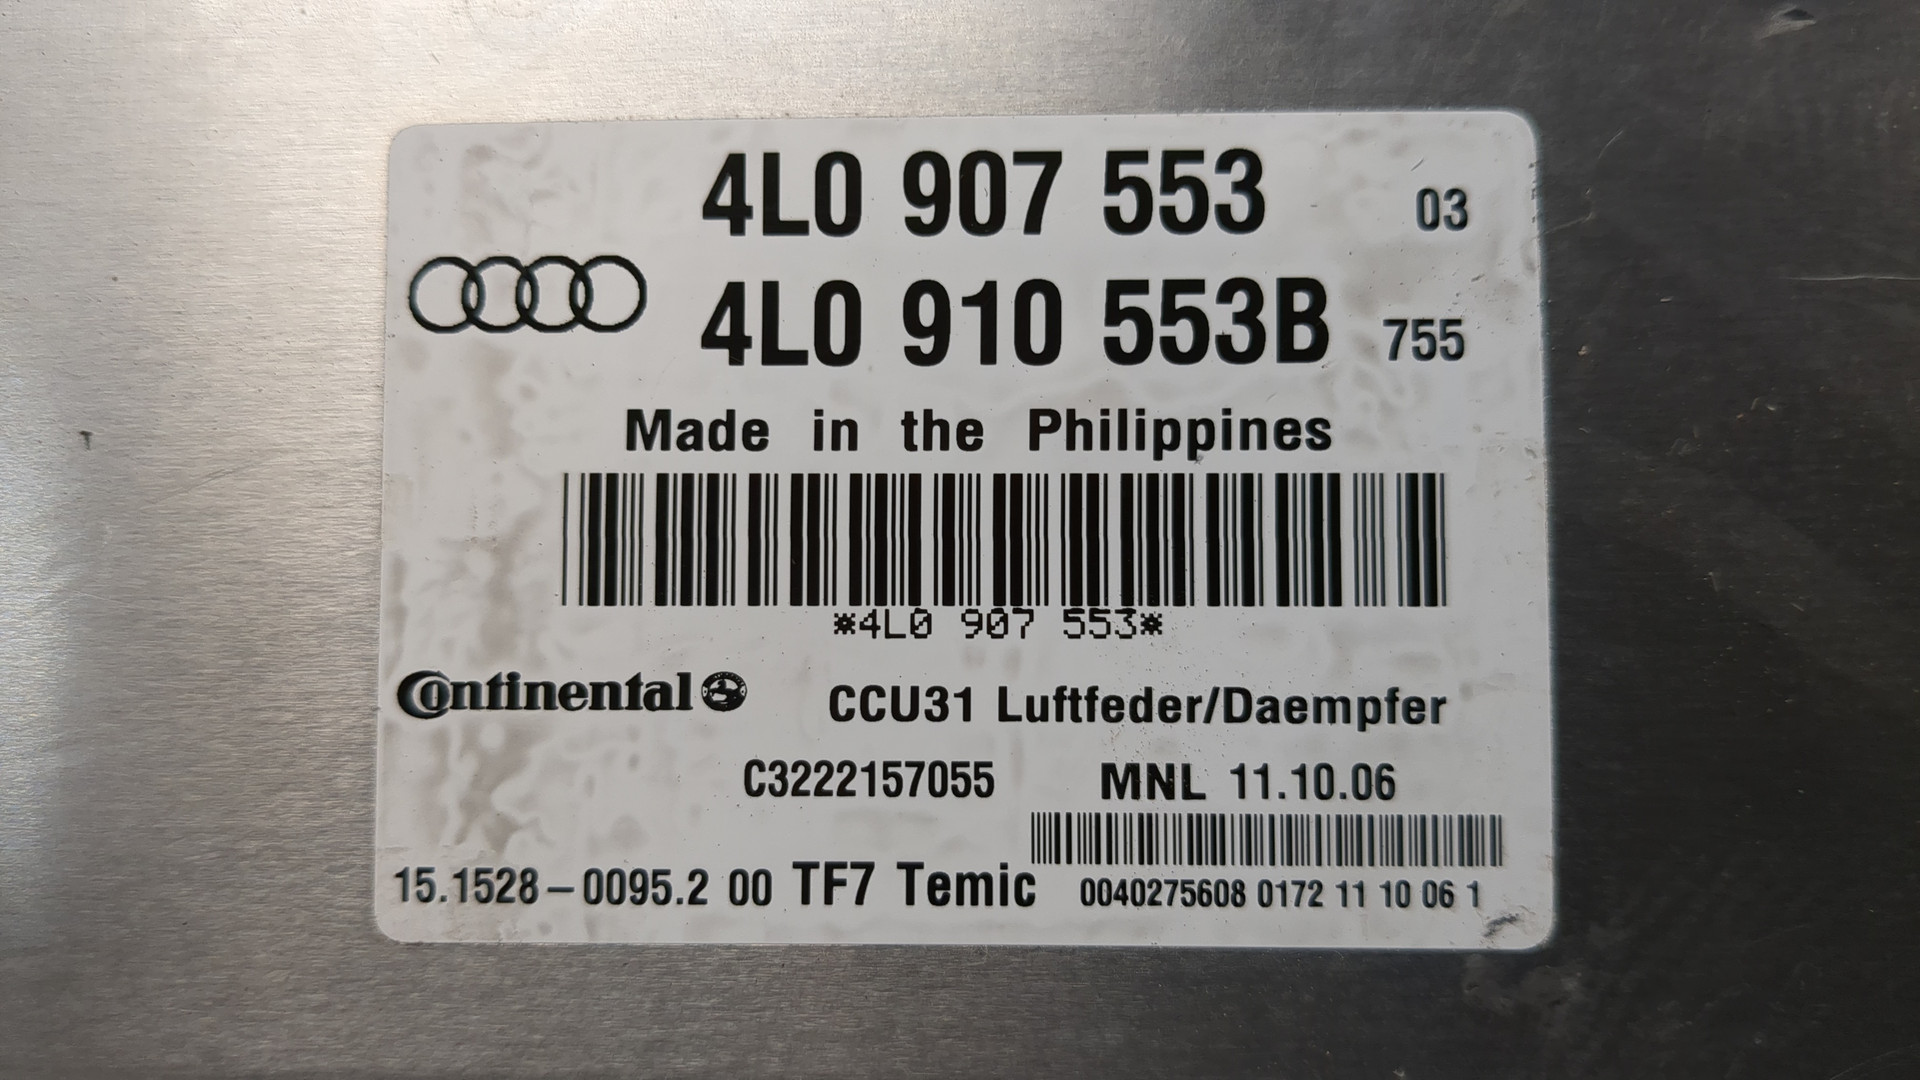 4L0 907 553 03
4L0 910 553B 755
Made in the Philippines
*4L0 907 553*
Continental CCU31 Luftfeder/Daempfer
C3222157055 MNL 11.10.06
15.1528-0095.2 00 TF7 Temic 0040275608 0172 11 10 06 1